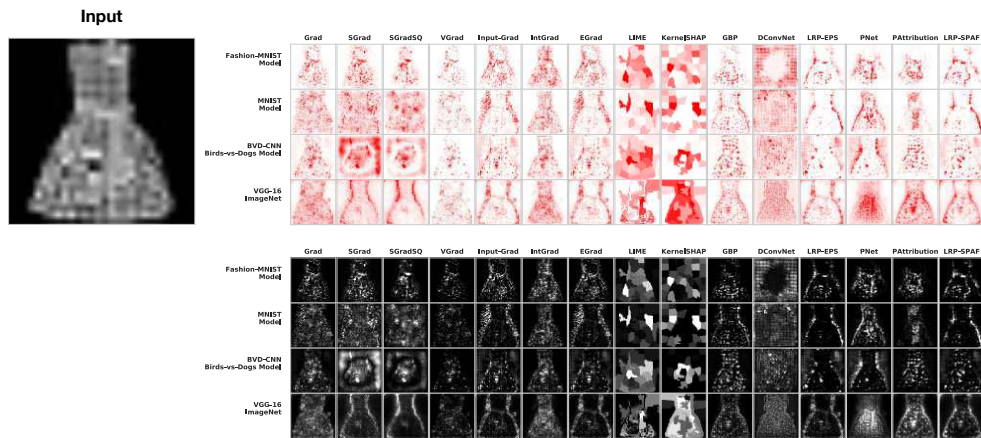 Input
Grad SGrad SGradSQ VGrad Input-Grad IntGrad EGrad LIME KernelSHAP GBP DConvNet LRP-EPS PNet PAttribution LRP-SPAF
Fashion-MNIST
Model
MNIST
Model
BVD-CNN
Birds-vs-Dogs Model
VGG-16
ImageNet
Grad SGrad SGradSQ VGrad Input-Grad IntGrad EGrad LIME KernelSHAP GBP DConvNet LRP-EPS PNet PAttribution LRP-SPAF
Fashion-MNIST
Model
MNIST
Model
BVD-CNN
Birds-vs-Dogs Model
VGG-16
ImageNet